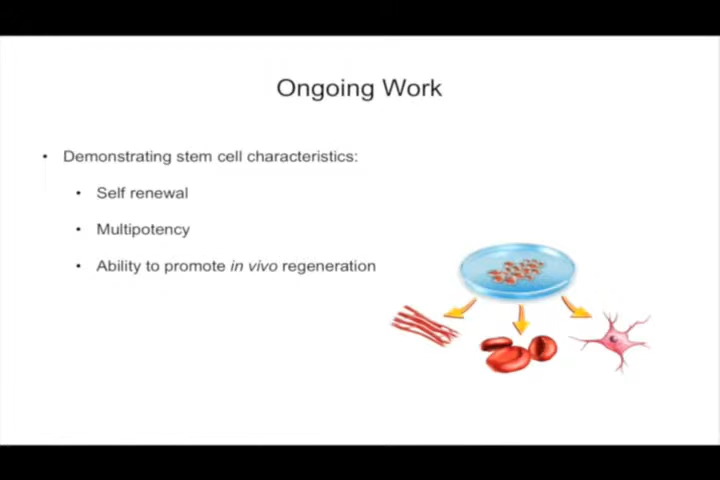 Ongoing Work
• Demonstrating stem cell characteristics:
• Self renewal
• Multipotency
• Ability to promote in vivo regeneration